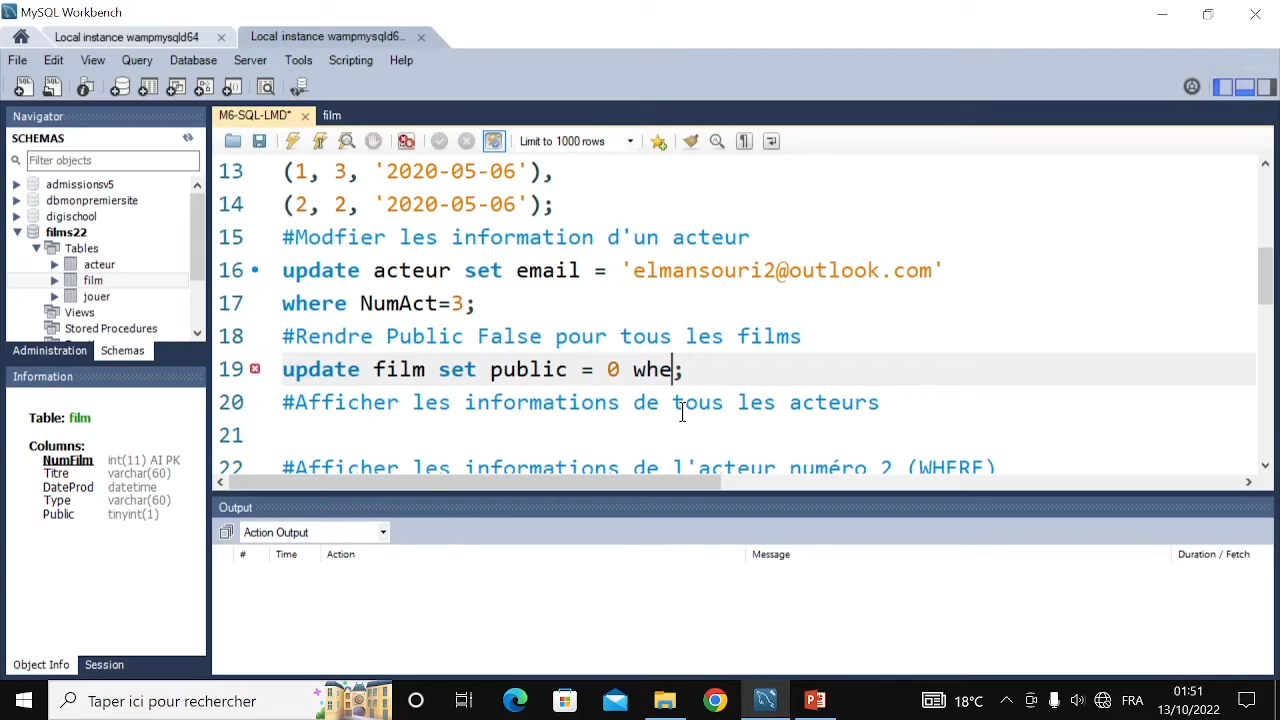 MySQL Workbench
Local instance wampmysqld64
Local instance wampmysqld6...
File Edit View Query Database Server Tools Scripting Help
Navigator
M6-SQL-LMD*
film
SCHEMAS
Limit to 1000 rows
Filter objects
admissionsv5
dbmonpremiersite
digischool
films22
Tables
acteur
film
jouer
Views
Stored Procedures
Administration
Schemas
13 (1, 3, '2020-05-06'),
14 (2, 2, '2020-05-06');
15 #Modfier les information d'un acteur
16 update acteur set email = 'elmansouri2@outlook.com'
17 where NumAct=3;
18 #Rendre Public False pour tous les films
19 update film set public = 0 whe;
20 #Afficher les informations de tous les acteurs
21
22 #Afficher les informations de l'acteur numéro 2 (WHERE)
Information
Table: film
Columns:
NumFilm int(11) AI PK
Titre varchar(60)
DateProd datetime
Type varchar(60)
Public tinyint(1)
Output
Action Output
# Time Action Message Duration / Fetch
Object Info Session
Taper ici pour rechercher
18°C
FRA
01:51
13/10/2022